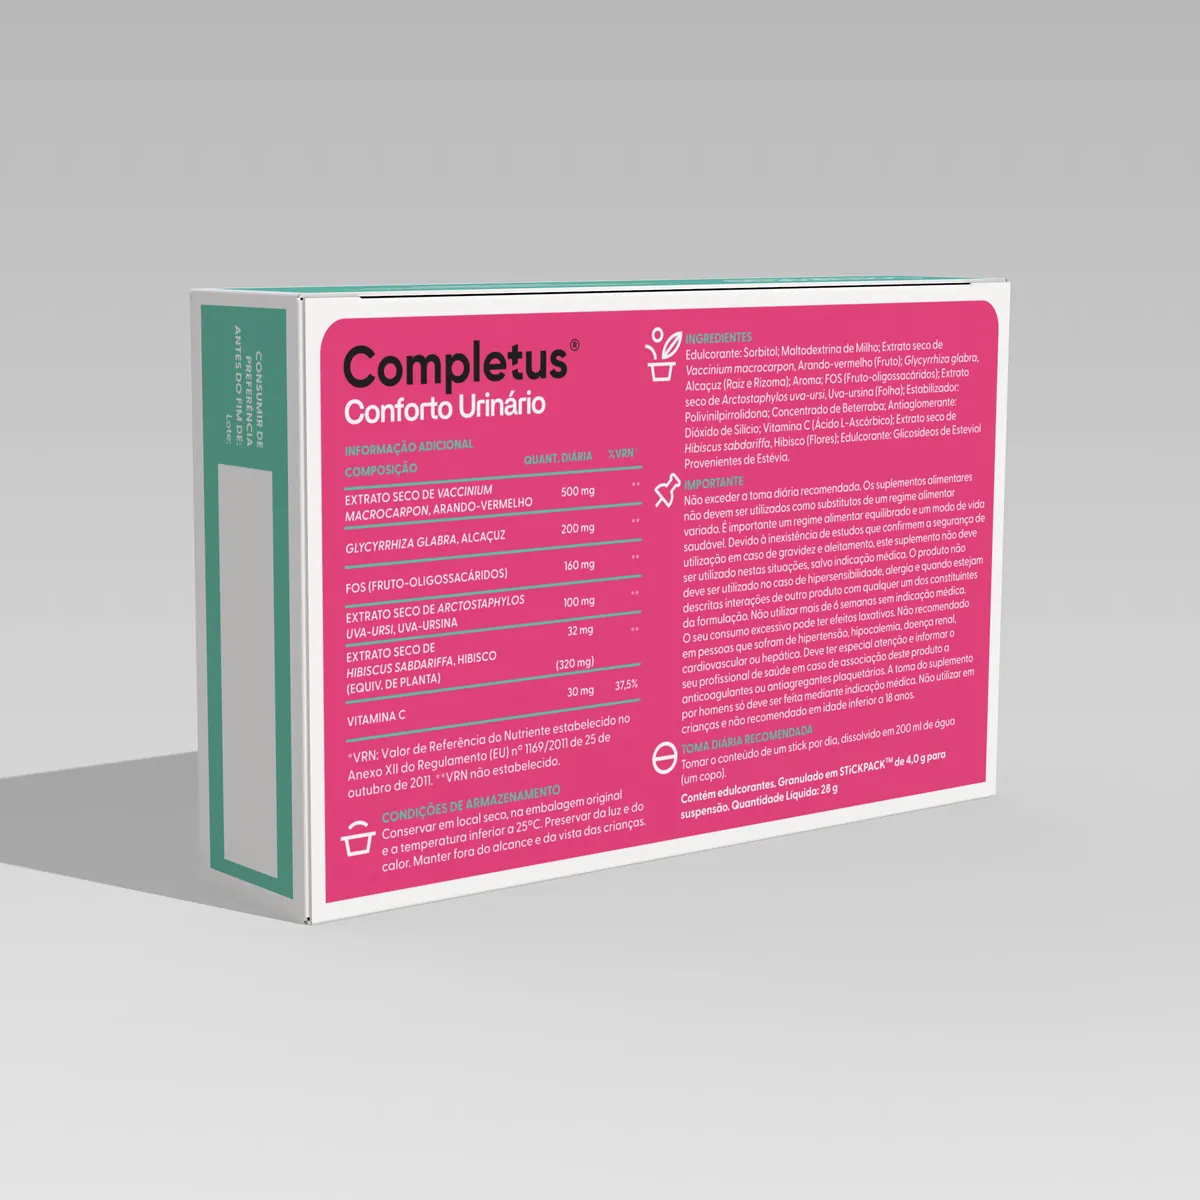 CONSUMIR DE
PREFERÊNCIA
ANTES DO FIM DE:
Lote:
Completus®
Conforto Urinário
INFORMAÇÃO ADICIONAL
COMPOSIÇÃO QUANT. DIÁRIA %VRN*
EXTRATO SECO DE VACCINIUM
MACROCARPON, ARANDO-VERMELHO 500 mg **
GLYCYRRHIZA GLABRA, ALCAÇUZ 200 mg **
FOS (FRUTO-OLIGOSSACÁRIDOS) 160 mg **
EXTRATO SECO DE ARCTOSTAPHYLOS
UVA-URSI, UVA-URSINA 100 mg **
EXTRATO SECO DE 32 mg **
HIBISCUS SABDARIFFA, HIBISCO
(EQUIV. DE PLANTA) (320 mg)
VITAMINA C 30 mg 37,5%
*VRN: Valor de Referência do Nutriente estabelecido no
Anexo XII do Regulamento (EU) nº 1169/2011 de 25 de
outubro de 2011. **VRN não estabelecido.
CONDIÇÕES DE ARMAZENAMENTO
Conservar em local seco, na embalagem original
e a temperatura inferior a 25°C. Preservar da luz e do
calor. Manter fora do alcance e da vista das crianças.
INGREDIENTES
Edulcorante: Sorbitol; Maltodextrina de Milho; Extrato seco de
Vaccinium macrocarpon, Arando-vermelho (Fruto); Glycyrrhiza glabra,
Alcaçuz (Raiz e Rizoma); Aroma; FOS (Fruto-oligossacáridos); Extrato
seco de Arctostaphylos uva-ursi, Uva-ursina (Folha); Estabilizador:
Polivinilpirrolidona; Concentrado de Beterraba; Antiaglomerante:
Dióxido de Silício; Vitamina C (Ácido L-Ascórbico); Extrato seco de
Hibiscus sabdariffa, Hibisco (Flores); Edulcorante: Glicosídeos de Esteviol
Provenientes de Estévia.
IMPORTANTE
Não exceder a toma diária recomendada. Os suplementos alimentares
não devem ser utilizados como substitutos de um regime alimentar
variado. É importante um regime alimentar equilibrado e um modo de vida
saudável. Devido à inexistência de estudos que confirmem a segurança de
utilização em caso de gravidez e aleitamento, este suplemento não deve
ser utilizado nestas situações, salvo indicação médica. O produto não
deve ser utilizado no caso de hipersensibilidade, alergia e quando estejam
descritas interações de outro produto com qualquer um dos constituintes
da formulação. Não utilizar mais de 6 semanas sem indicação médica.
O seu consumo excessivo pode ter efeitos laxativos. Não recomendado
em pessoas que sofram de hipertensão, hipocalemia, doença renal,
cardiovascular ou hepática. Deve ter especial atenção e informar o
seu profissional de saúde em caso de associação deste produto a
anticoagulantes ou antiagregantes plaquetários. A toma do suplemento
por homens só deve ser feita mediante indicação médica. Não utilizar em
crianças e não recomendado em idade inferior a 18 anos.
TOMA DIÁRIA RECOMENDADA
Tomar o conteúdo de um stick por dia, dissolvido em 200 ml de água
(um copo).
Contém edulcorantes. Granulado em STiCKPACK™ de 4,0 g para
suspensão. Quantidade Líquida: 28 g